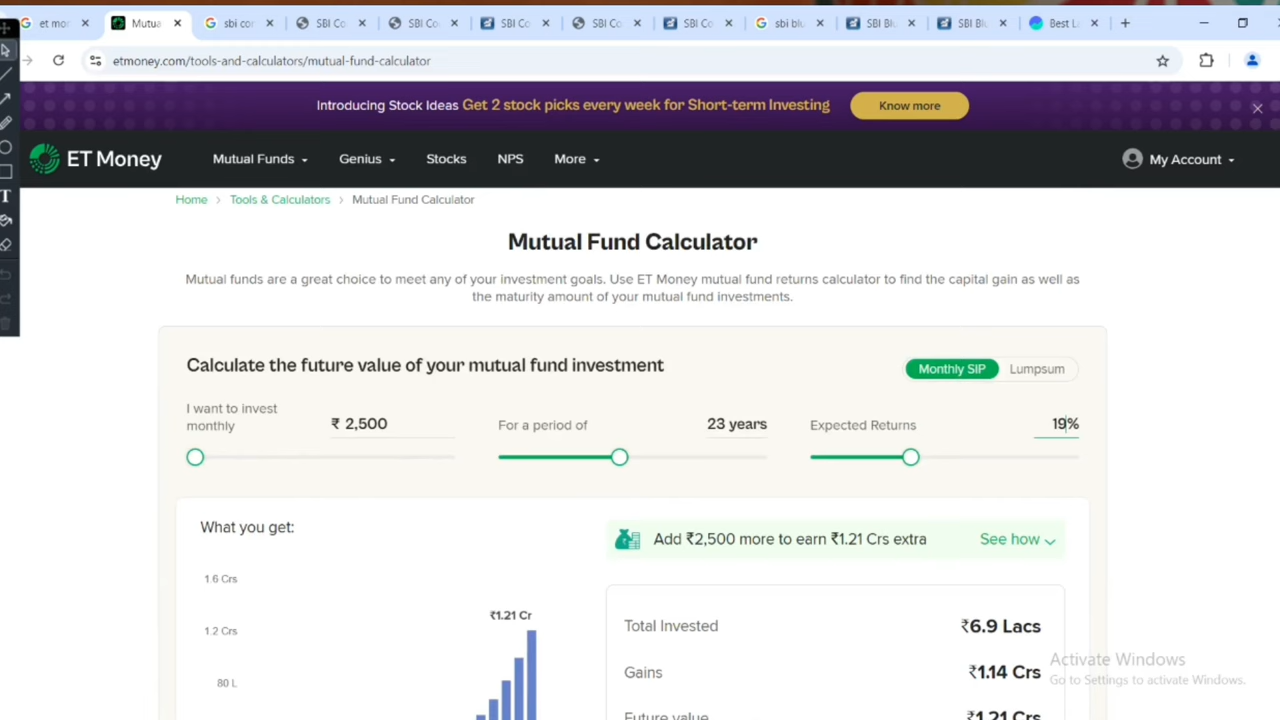 et mor
Mutua
sbi cor
SBI Co
SBI Co
SBI Co
SBI Co
SBI Co
sbi blu
SBI Blu
SBI Blu
Best La
etmoney.com/tools-and-calculators/mutual-fund-calculator
Introducing Stock Ideas Get 2 stock picks every week for Short-term Investing
Know more
ET Money
Mutual Funds
Genius
Stocks
NPS
More
My Account
Home > Tools & Calculators > Mutual Fund Calculator
Mutual Fund Calculator
Mutual funds are a great choice to meet any of your investment goals. Use ET Money mutual fund returns calculator to find the capital gain as well as
the maturity amount of your mutual fund investments.
Calculate the future value of your mutual fund investment
Monthly SIP
Lumpsum
I want to invest
monthly
₹ 2,500
For a period of
23 years
Expected Returns
19%
What you get:
Add ₹2,500 more to earn ₹1.21 Crs extra
See how
1.6 Crs
₹1.21 Cr
1.2 Crs
80 L
Total Invested
₹6.9 Lacs
Gains
₹1.14 Crs
Future value
₹1.21 Crs
Activate Windows
Go to Settings to activate Windows.